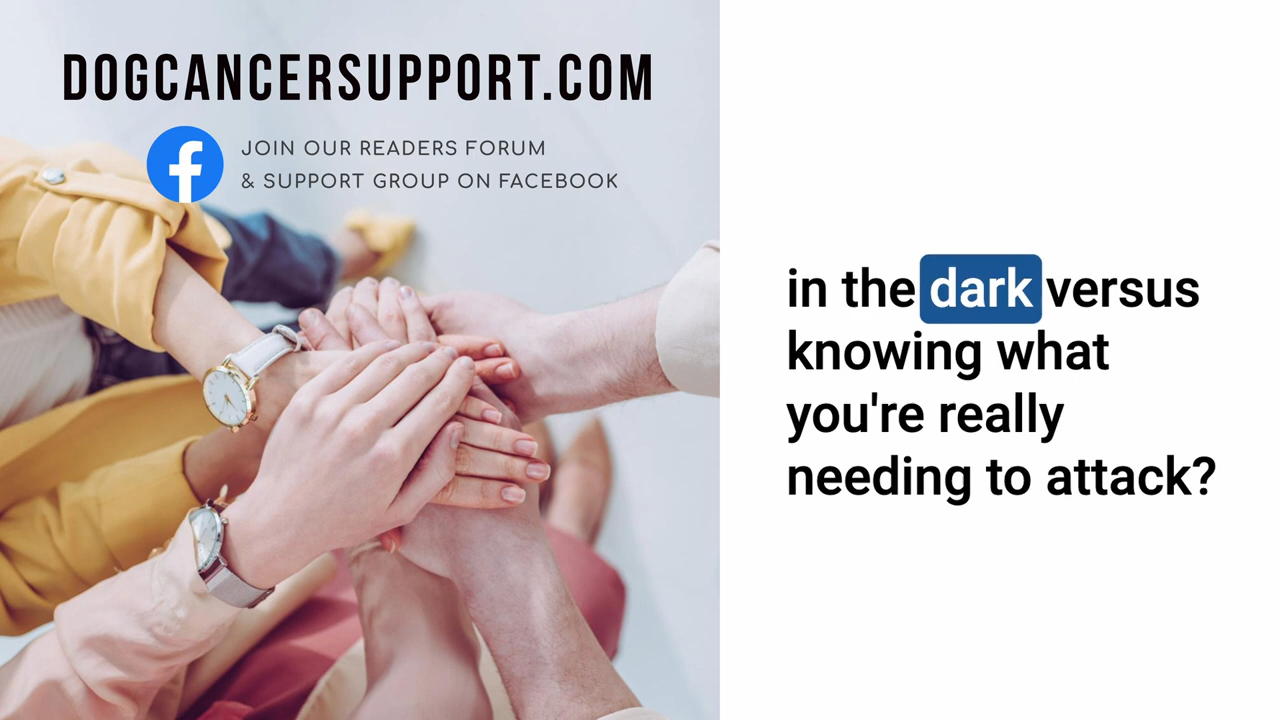 DOGCANCERSUPPORT.COM
JOIN OUR READERS FORUM
& SUPPORT GROUP ON FACEBOOK
in the dark versus
knowing what
you're really
needing to attack?